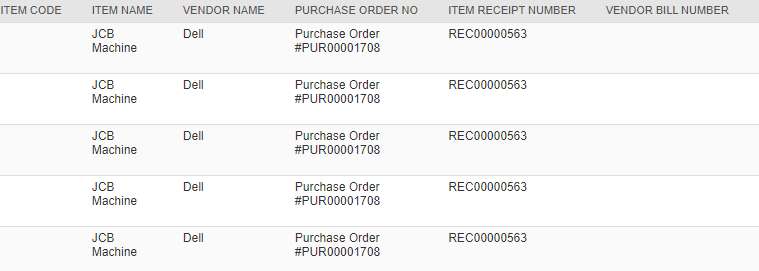 ITEM CODE ITEM NAME VENDOR NAME PURCHASE ORDER NO ITEM RECEIPT NUMBER VENDOR BILL NUMBER
JCB Dell Purchase Order REC00000563
Machine #PUR00001708
JCB Dell Purchase Order REC00000563
Machine #PUR00001708
JCB Dell Purchase Order REC00000563
Machine #PUR00001708
JCB Dell Purchase Order REC00000563
Machine #PUR00001708
JCB Dell Purchase Order REC00000563
Machine #PUR00001708